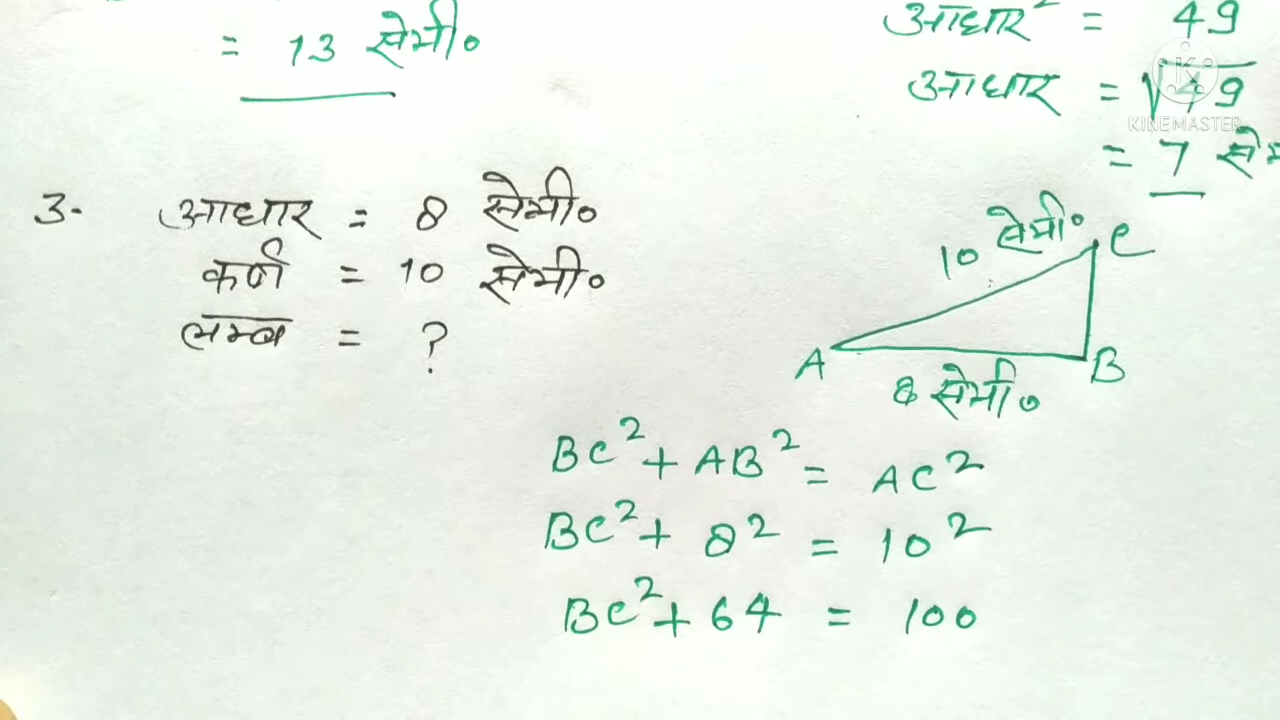 = 13 सेमी०
आधार² = 49
आधार = √49
= 7
KINEMASTER
3. आधार = 8 सेमी०
कर्ण = 10 सेमी०
लम्ब = ?
10 सेमी०
C
A
B
8 सेमी०
BC² + AB² = AC²
BC² + 8² = 10²
BC² + 64 = 100